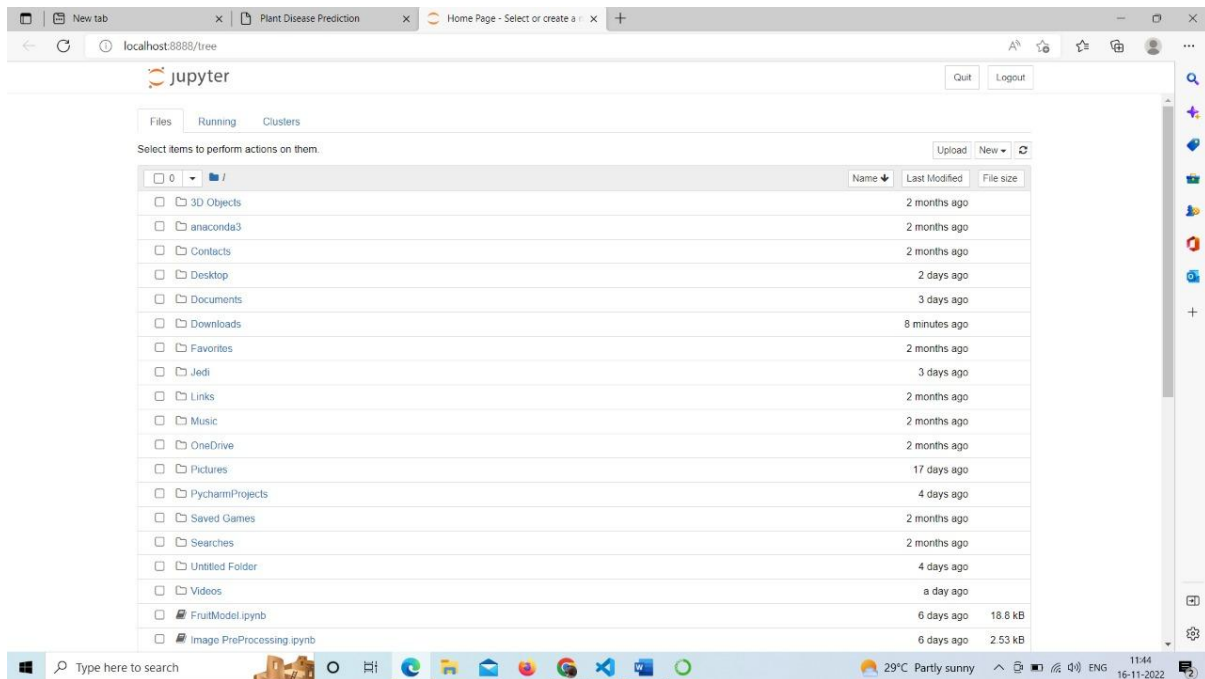 New tab
Plant Disease Prediction
Home Page - Select or create a n
localhost:8888/tree
jupyter
Quit
Logout
Files
Running
Clusters
Select items to perform actions on them.
Upload
New
0
/
Name
Last Modified
File size
3D Objects
2 months ago
anaconda3
2 months ago
Contacts
2 months ago
Desktop
2 days ago
Documents
3 days ago
Downloads
8 minutes ago
Favorites
2 months ago
Jedi
3 days ago
Links
2 months ago
Music
2 months ago
OneDrive
2 months ago
Pictures
17 days ago
PycharmProjects
4 days ago
Saved Games
2 months ago
Searches
2 months ago
Untitled Folder
4 days ago
Videos
a day ago
FruitModel.ipynb
6 days ago
18.8 kB
Image PreProcessing.ipynb
6 days ago
2.53 kB
Type here to search
29°C Partly sunny
ENG
11:44
16-11-2022